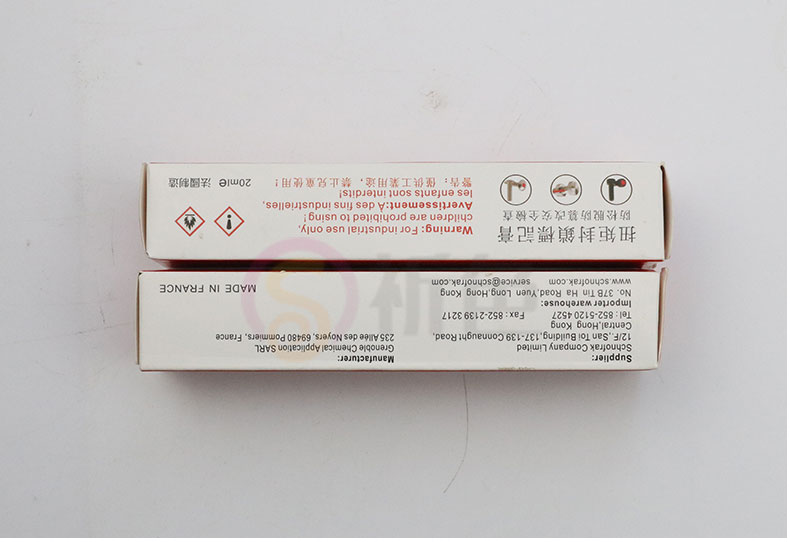 Supplier:
Schnofrak Company Limited
12/F.,San Toi Building,137-139 Connaught Road,
Central,Hong Kong
Tel: 852-5120 4527 Fax: 852-2139 3217
Importer warehouse:
No. 37B Tin Ha Road,Yuen Long,Hong Kong
www.schnofrak.com service@schnofrak.com
Manufacturer:
Grenoble Chemical Application SARL
235 Allée des Noyers, 69480 Pommiers, France
MADE IN FRANCE
扭矩封鎖標記膏
防松脫防篡改安全檢查
Warning: For industrial use only,
children are prohibited to using!
Avertissement:À des fins industrielles,
les enfants sont interdits!
警告：僅供工業用途，禁止兒童使用！
20mle 法國制造